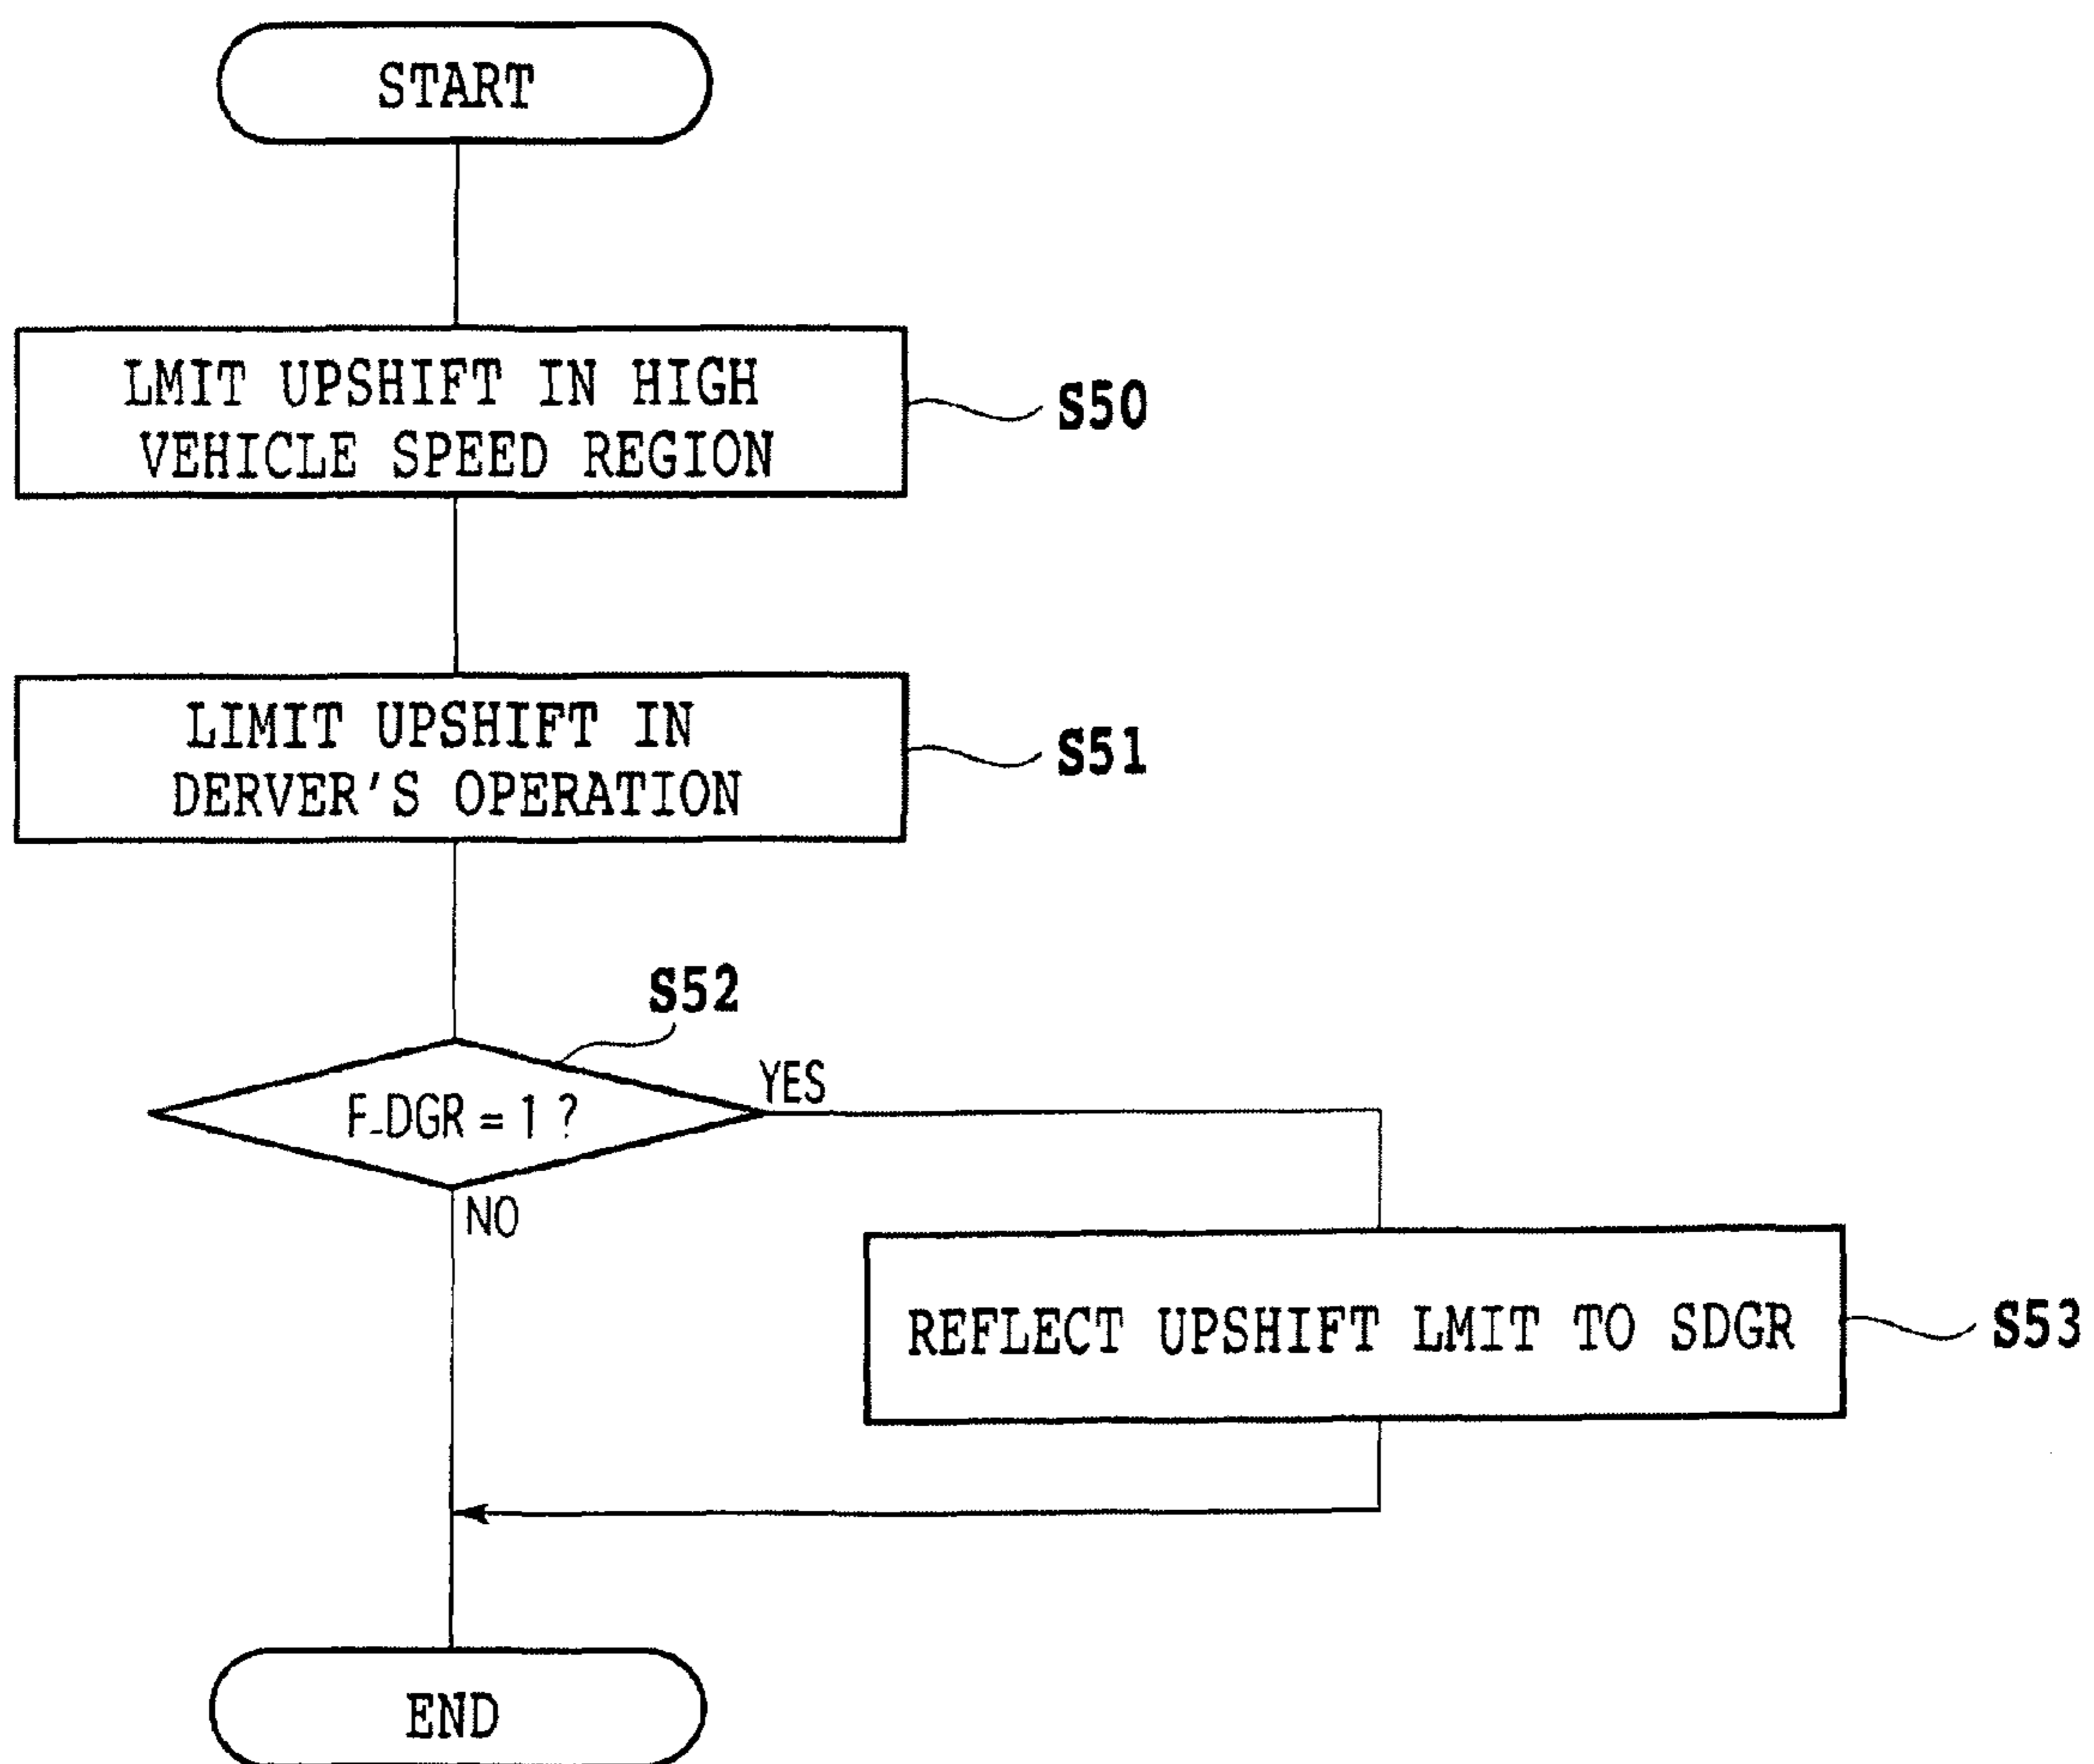 START
LMIT UPSHIFT IN HIGH
VEHICLE SPEED REGION
S50
LIMIT UPSHIFT IN
DERVER'S OPERATION
S51
S52
F_DGR = 1 ?
YES
NO
REFLECT UPSHIFT LMIT TO SDGR
S53
END